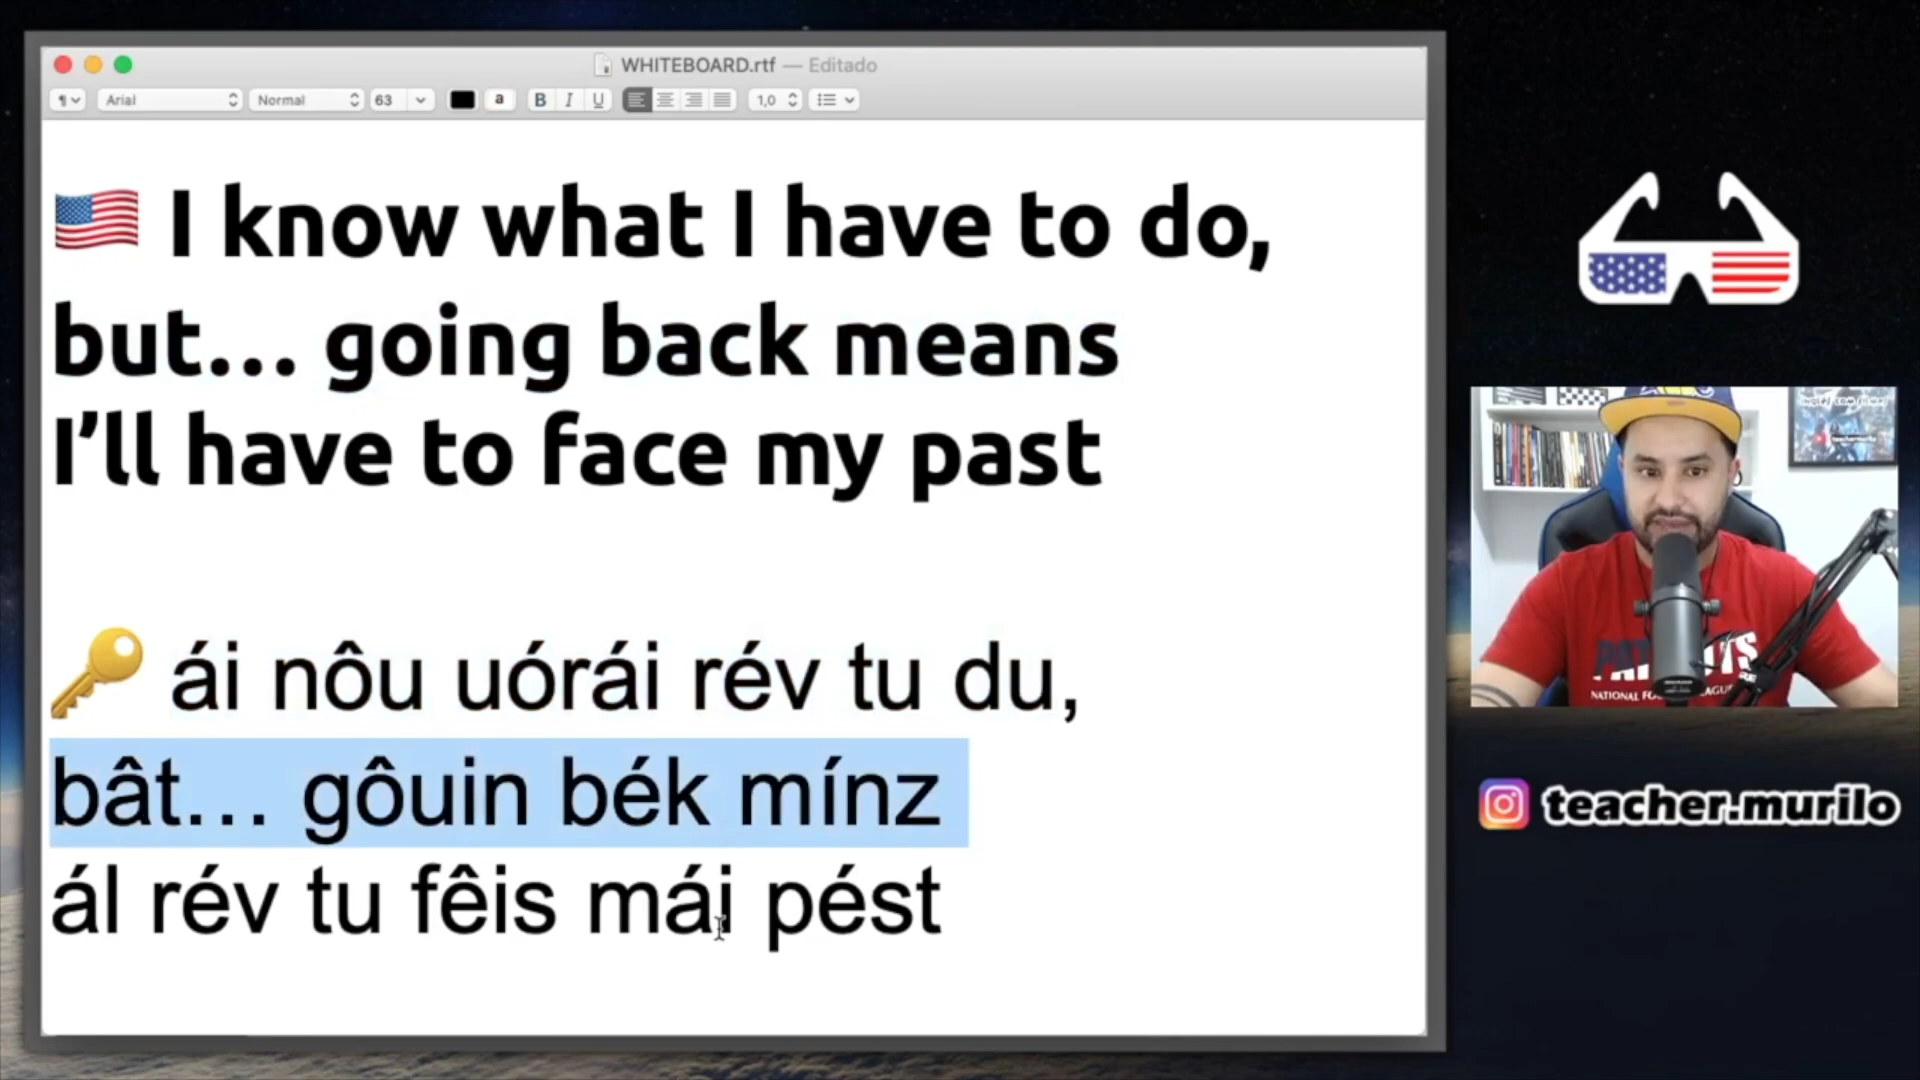 WHITEBOARD.rtf — Editado
¶ Arial Normal 63 a B I U 1,0
I know what I have to do,
but... going back means
I'll have to face my past
ái nôu uórái rév tu du,
bât... gôuin bék mínz
ál rév tu fêis mái pést
teacher.murilo